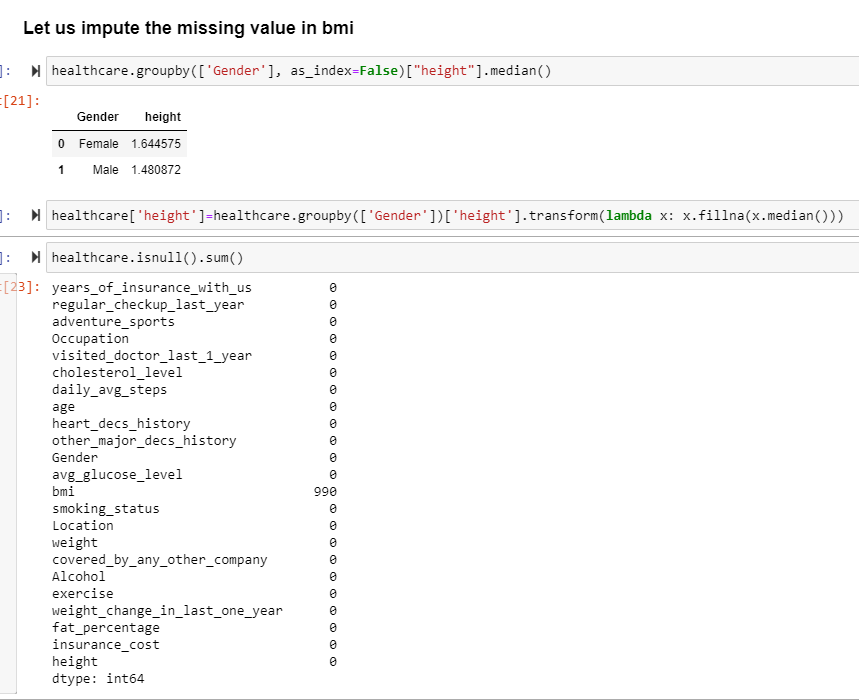 Let us impute the missing value in bmi
]: healthcare.groupby(['Gender'], as_index=False)["height"].median()
t[21]:
Gender height
0 Female 1.644575
1 Male 1.480872
]: healthcare['height']=healthcare.groupby(['Gender'])['height'].transform(lambda x: x.fillna(x.median()))
]: healthcare.isnull().sum()
t[23]: years_of_insurance_with_us 0
regular_checkup_last_year 0
adventure_sports 0
Occupation 0
visited_doctor_last_1_year 0
cholesterol_level 0
daily_avg_steps 0
age 0
heart_decs_history 0
other_major_decs_history 0
Gender 0
avg_glucose_level 0
bmi 990
smoking_status 0
Location 0
weight 0
covered_by_any_other_company 0
Alcohol 0
exercise 0
weight_change_in_last_one_year 0
fat_percentage 0
insurance_cost 0
height 0
dtype: int64